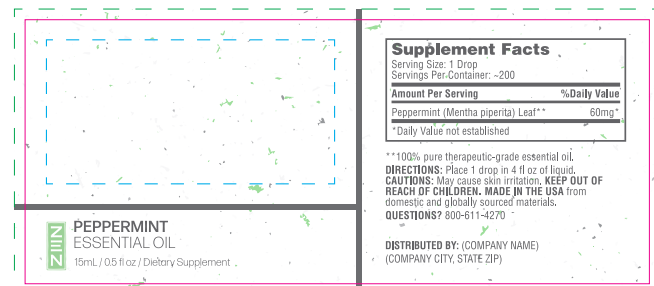 ZEN
PEPPERMINT
ESSENTIAL OIL
15mL / 0.5 fl oz / Dietary Supplement
Supplement Facts
Serving Size: 1 Drop
Servings Per Container: ~200
Amount Per Serving %Daily Value
Peppermint (Mentha piperita) Leaf** 60mg*
*Daily Value not established
**100% pure therapeutic-grade essential oil.
DIRECTIONS: Place 1 drop in 4 fl oz of liquid.
CAUTIONS: May cause skin irritation. KEEP OUT OF
REACH OF CHILDREN. MADE IN THE USA from
domestic and globally sourced materials.
QUESTIONS? 800-611-4270
DISTRIBUTED BY: (COMPANY NAME)
(COMPANY CITY, STATE ZIP)